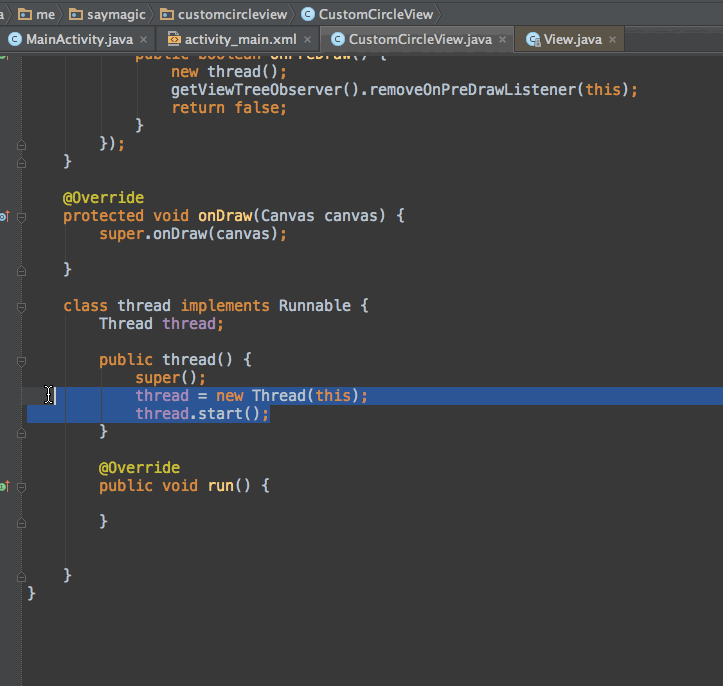 a me saymagic customcircleview CustomCircleView
MainActivity.java × activity_main.xml × CustomCircleView.java × View.java ×
public boolean onPreDraw() {
new thread();
getViewTreeObserver().removeOnPreDrawListener(this);
return false;
}
});
}
@Override
protected void onDraw(Canvas canvas) {
super.onDraw(canvas);
}
class thread implements Runnable {
Thread thread;
public thread() {
super();
thread = new Thread(this);
thread.start();
}
@Override
public void run() {
}
}
}